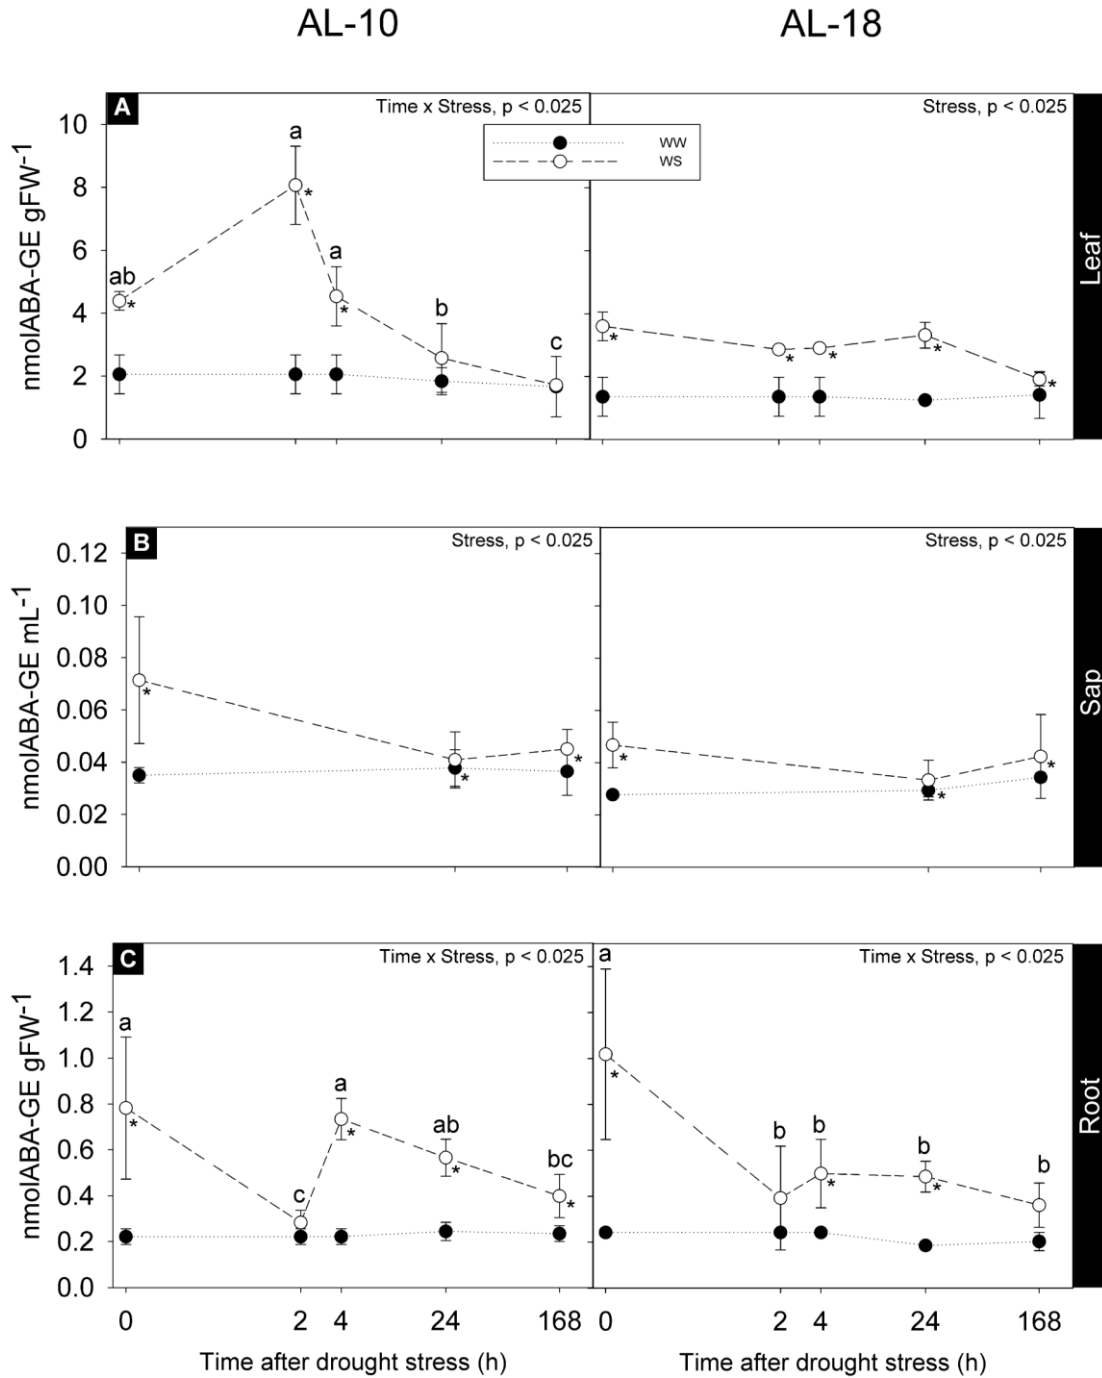 AL-10
AL-18
A
Time x Stress, p < 0.025
Stress, p < 0.025
WW
WS
nmolABA-GE gFW⁻¹
10
8
6
4
2
0
ab
*
a
*
a
*
b
c
*
*
*
*
*
Leaf
B
Stress, p < 0.025
Stress, p < 0.025
nmolABA-GE mL⁻¹
0.12
0.10
0.08
0.06
0.04
0.02
0.00
*
*
*
*
*
*
Sap
C
Time x Stress, p < 0.025
Time x Stress, p < 0.025
nmolABA-GE gFW⁻¹
1.4
1.2
1.0
0.8
0.6
0.4
0.2
0.0
a
*
c
a
*
ab
*
bc
*
a
*
b
b
*
b
*
b
Root
0 2 4 24 168
0 2 4 24 168
Time after drought stress (h)
Time after drought stress (h)